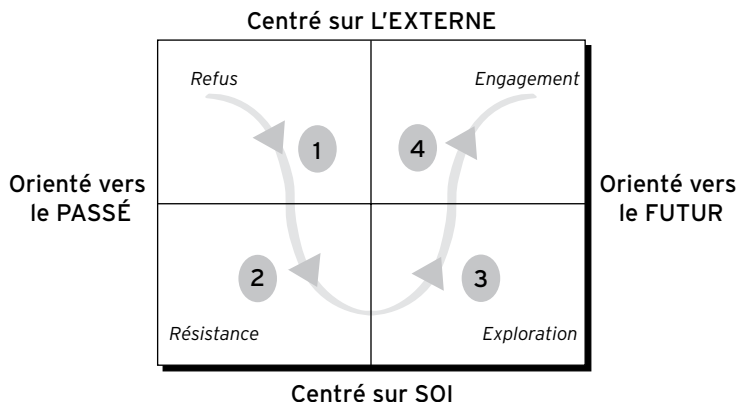 Centré sur L'EXTERNE
Refus
Engagement
1
4
Orienté vers
le PASSÉ
Orienté vers
le FUTUR
2
3
Résistance
Exploration
Centré sur SOI